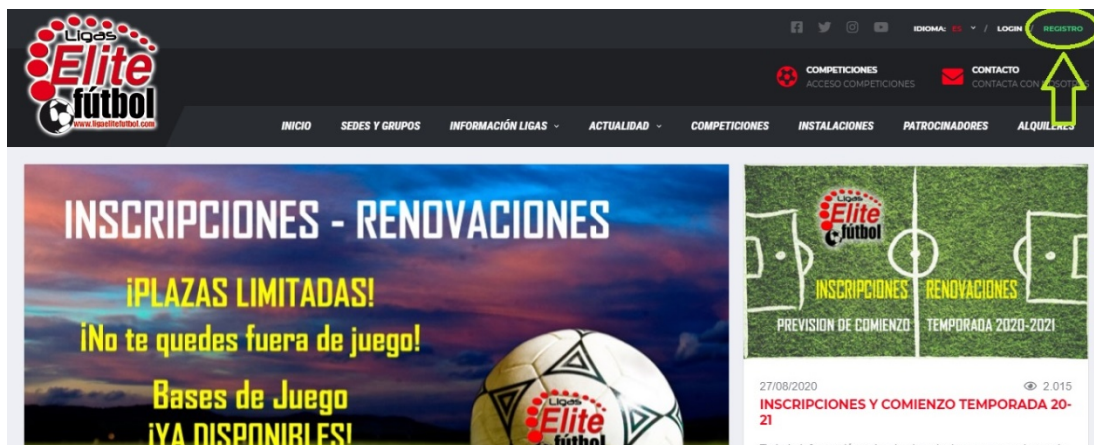 Ligas
Elite
fútbol
www.ligaelitefutbol.com
IDIOMA: ES / LOGIN / REGISTRO
COMPETICIONES
ACCESO COMPETICIONES
CONTACTO
CONTACTA CON NOSOTROS
INICIO SEDES Y GRUPOS INFORMACIÓN LIGAS ACTUALIDAD COMPETICIONES INSTALACIONES PATROCINADORES ALQUILERES
INSCRIPCIONES - RENOVACIONES
¡PLAZAS LIMITADAS!
¡No te quedes fuera de juego!
Bases de Juego
¡YA DISPONIBLES!
Ligas
Elite
fútbol
Ligas
Elite
fútbol
INSCRIPCIONES RENOVACIONES
PREVISION DE COMIENZO TEMPORADA 2020-2021
27/08/2020 2.015
INSCRIPCIONES Y COMIENZO TEMPORADA 20-
21